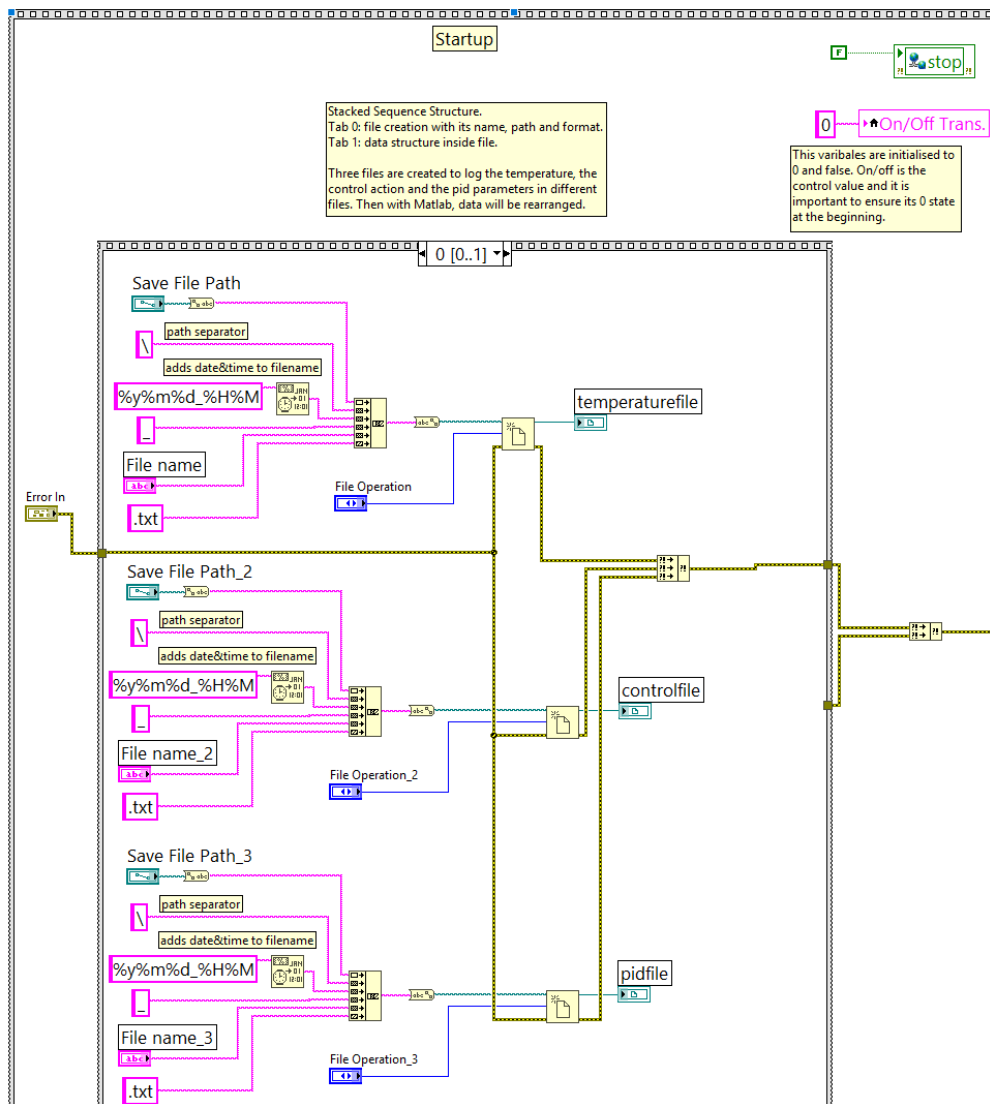 Startup
F
stop
Stacked Sequence Structure.
Tab 0: file creation with its name, path and format.
Tab 1: data structure inside file.
Three files are created to log the temperature, the
control action and the pid parameters in different
files. Then with Matlab, data will be rearranged.
0
On/Off Trans.
This varibales are initialised to
0 and false. On/off is the
control value and it is
important to ensure its 0 state
at the beginning.
0 [0..1]
Save File Path
path separator
\
adds date&time to filename
%y%m%d_%H%M
_
File name
abc
.txt
File Operation
temperaturefile
Error In
Save File Path_2
path separator
\
adds date&time to filename
%y%m%d_%H%M
_
File name_2
abc
.txt
File Operation_2
controlfile
Save File Path_3
path separator
\
adds date&time to filename
%y%m%d_%H%M
_
File name_3
abc
.txt
File Operation_3
pidfile